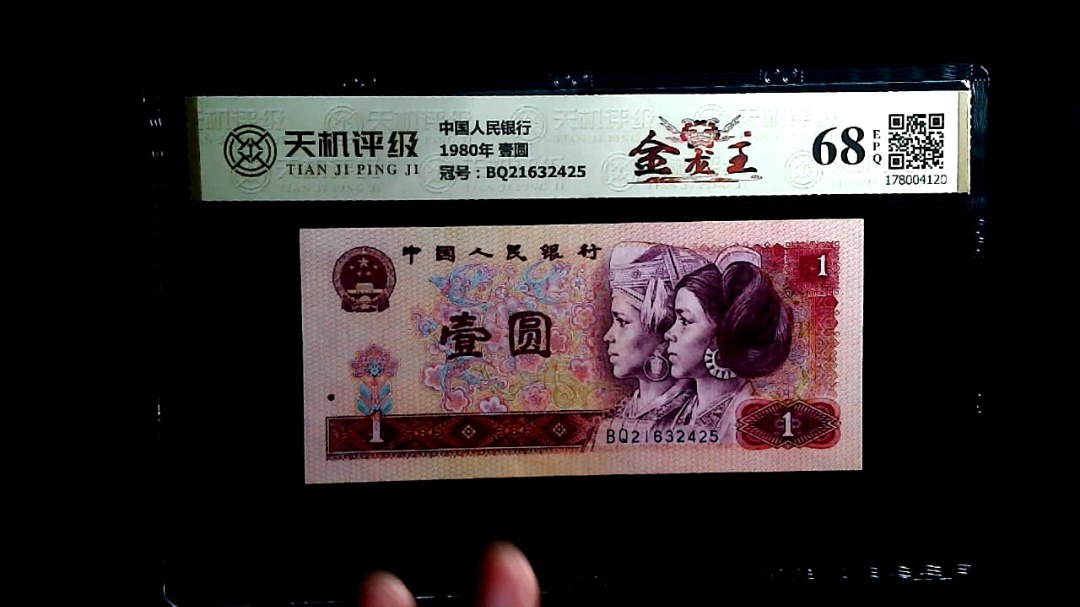 天机评级
TIAN JI PING JI
中国人民银行
1980年 壹圆
冠号：BQ21632425
金龙主
68
EPQ
178004120
中国人民银行
1
壹圆
1
BQ21632425
1